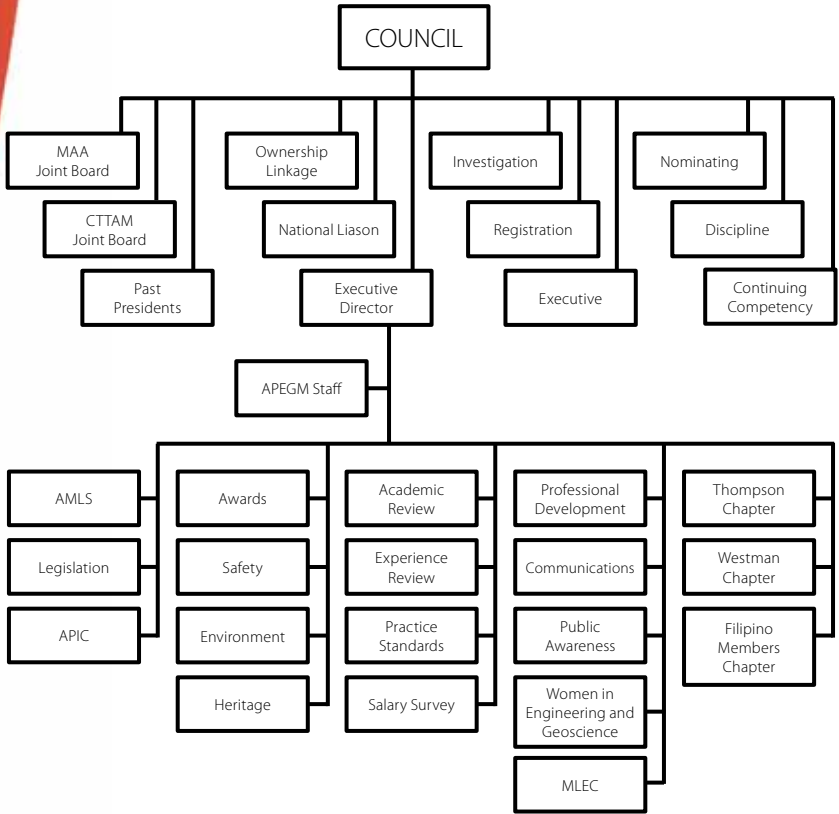 COUNCIL
MAA
Joint Board
Ownership
Linkage
Investigation
Nominating
CTTAM
Joint Board
National Liason
Registration
Discipline
Past
Presidents
Executive
Director
Executive
Continuing
Competency
APEGM Staff
AMLS
Awards
Academic
Review
Professional
Development
Thompson
Chapter
Legislation
Safety
Experience
Review
Communications
Westman
Chapter
APIC
Environment
Practice
Standards
Public
Awareness
Filipino
Members
Chapter
Heritage
Salary Survey
Women in
Engineering and
Geoscience
MLEC